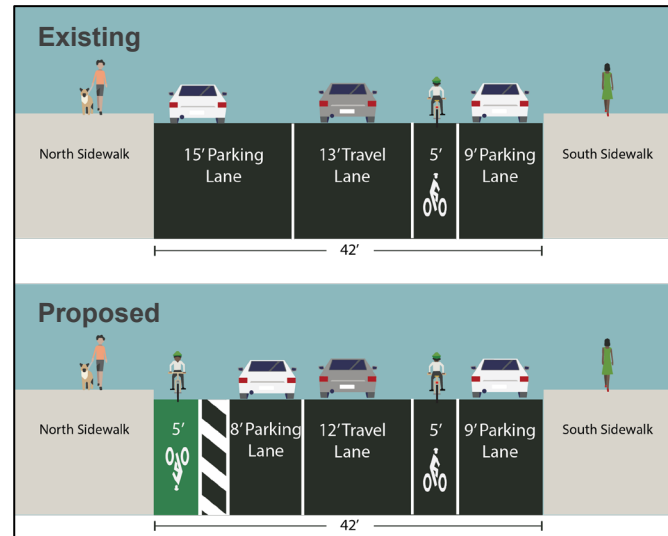 Existing
North Sidewalk
15' Parking
Lane
13' Travel
Lane
5'
9' Parking
Lane
South Sidewalk
42'
Proposed
North Sidewalk
5'
8' Parking
Lane
12' Travel
Lane
5'
9' Parking
Lane
South Sidewalk
42'